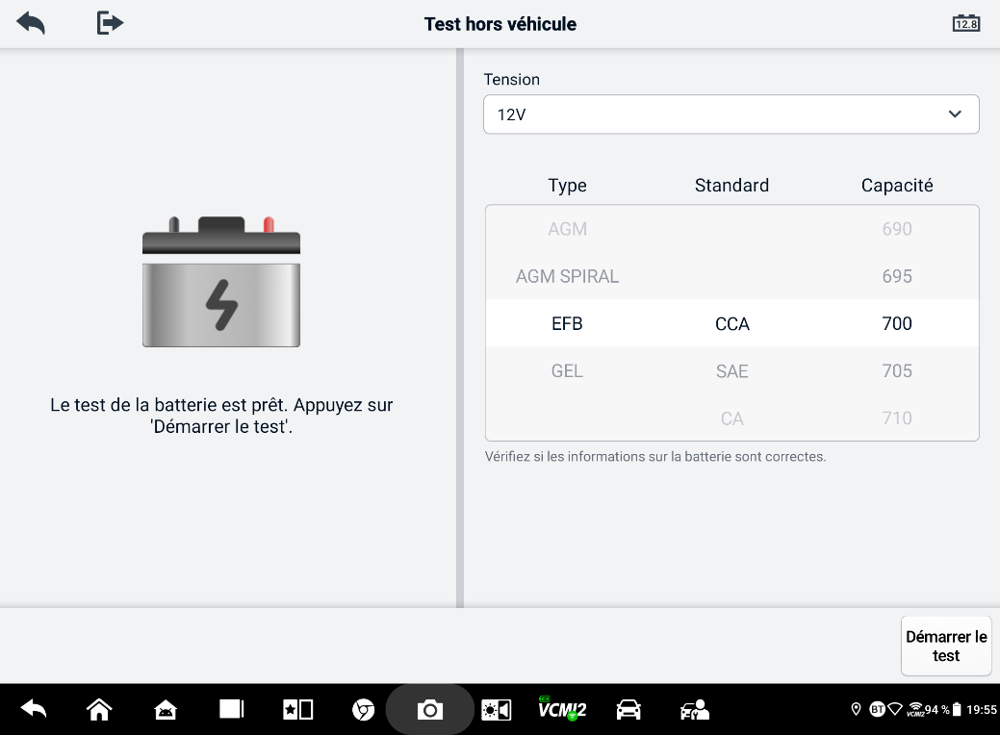 Test hors véhicule
12.8
Tension
12V
Type Standard Capacité
AGM 690
AGM SPIRAL 695
EFB CCA 700
GEL SAE 705
CA 710
Vérifiez si les informations sur la batterie sont correctes.
Le test de la batterie est prêt. Appuyez sur
'Démarrer le test'.
Démarrer le
test
VCMI2 BT VCMI2 94 % 19:55